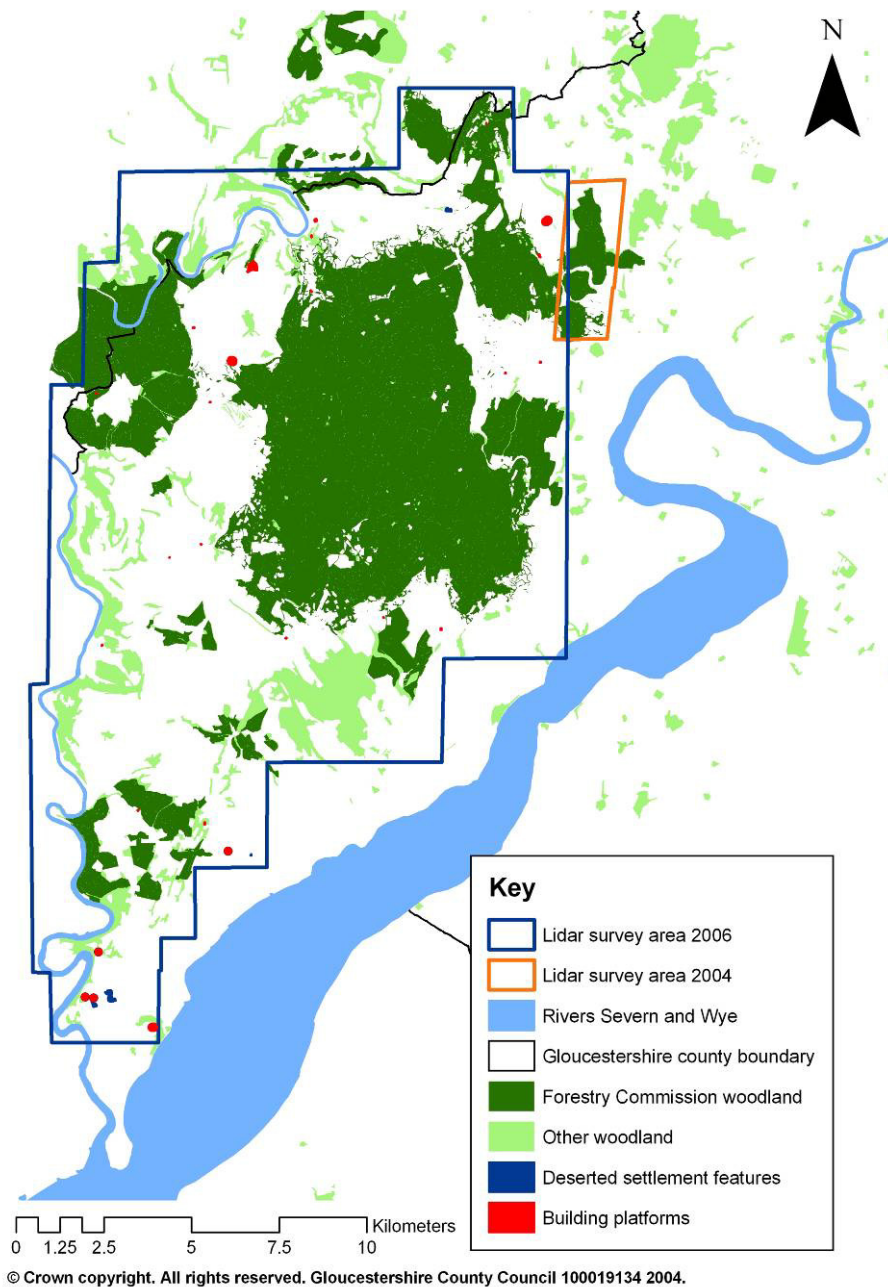 N
Key
Lidar survey area 2006
Lidar survey area 2004
Rivers Severn and Wye
Gloucestershire county boundary
Forestry Commission woodland
Other woodland
Deserted settlement features
Building platforms
Kilometers
0 1.25 2.5 5 7.5 10
© Crown copyright. All rights reserved. Gloucestershire County Council 100019134 2004.